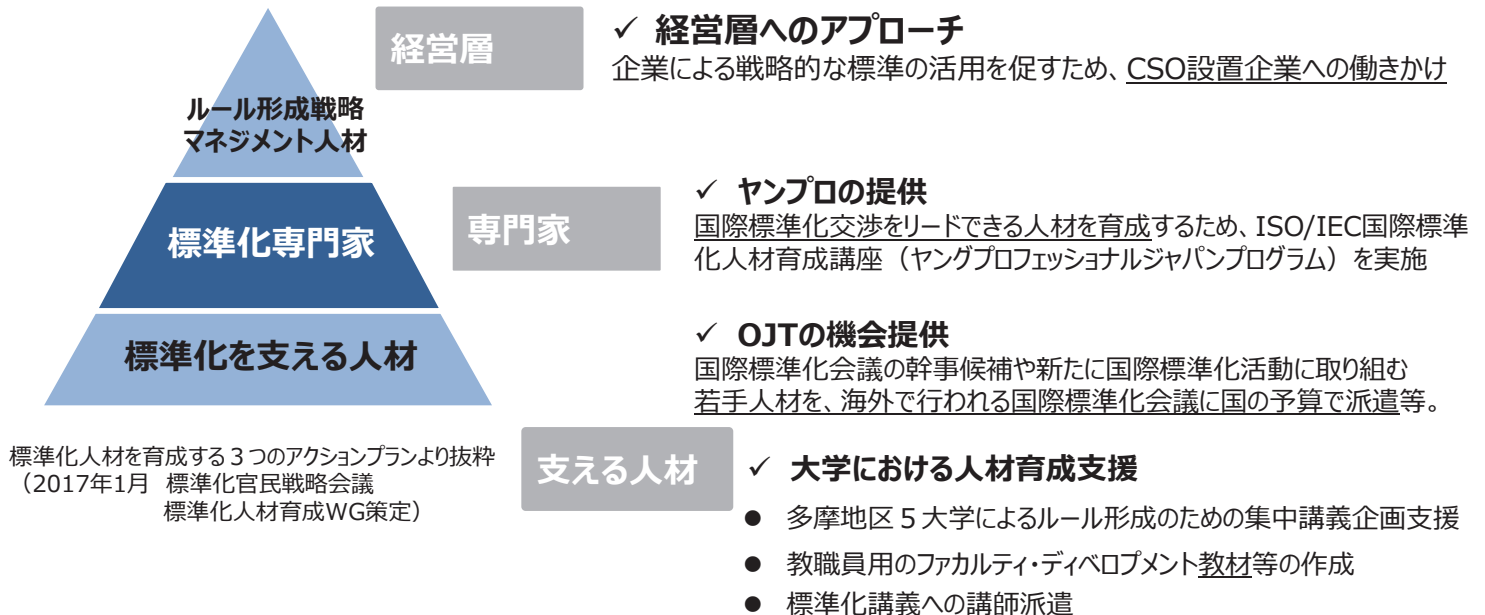 経営層
✓ 経営層へのアプローチ
企業による戦略的な標準の活用を促すため、CSO設置企業への働きかけ
ルール形成戦略
マネジメント人材
専門家
✓ ヤンプロの提供
国際標準化交渉をリードできる人材を育成するため、ISO/IEC国際標準
化人材育成講座（ヤングプロフェッショナルジャパンプログラム）を実施
標準化専門家
✓ OJTの機会提供
国際標準化会議の幹事候補や新たに国際標準化活動に取り組む
若手人材を、海外で行われる国際標準化会議に国の予算で派遣等。
標準化を支える人材
標準化人材を育成する３つのアクションプランより抜粋
（2017年1月 標準化官民戦略会議
標準化人材育成WG策定）
支える人材
✓ 大学における人材育成支援
● 多摩地区５大学によるルール形成のための集中講義企画支援
● 教職員用のファカルティ・ディベロプメント教材等の作成
● 標準化講義への講師派遣